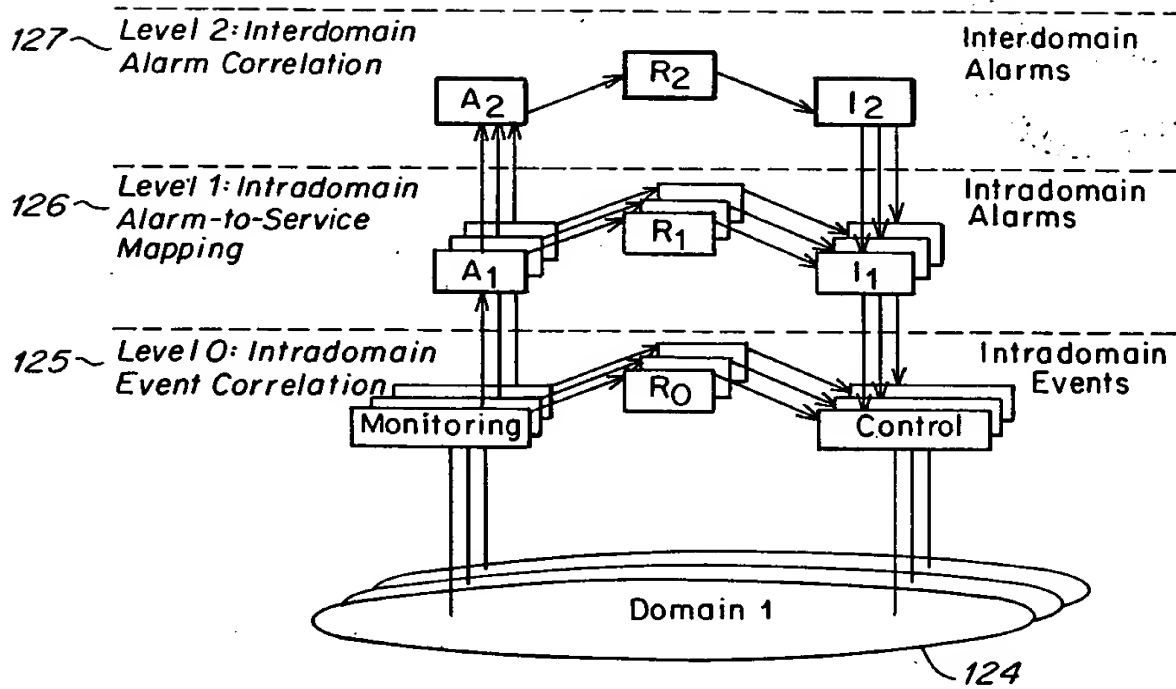 127
Level 2: Interdomain
Alarm Correlation
Interdomain
Alarms
A2
R2
I2
126
Level 1: Intradomain
Alarm-to-Service
Mapping
Intradomain
Alarms
A1
R1
I1
125
Level 0: Intradomain
Event Correlation
Intradomain
Events
Monitoring
R0
Control
Domain 1
124